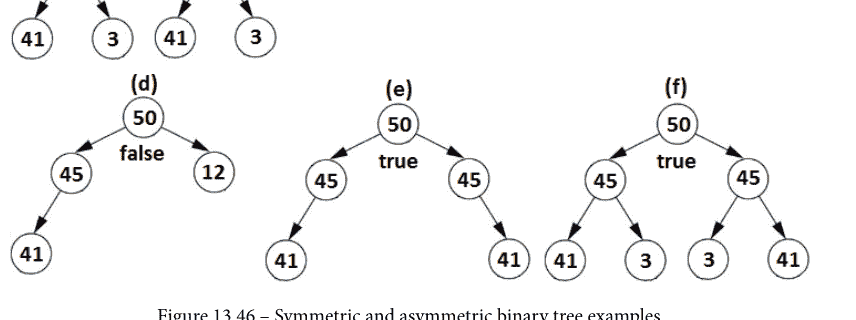 41 3 41 3
(d) (e) (f)
50 50 50
false true true
45 12 45 45 45 45
41 41 41 41 3 3 41
Figure 13.46 – Symmetric and asymmetric binary tree examples